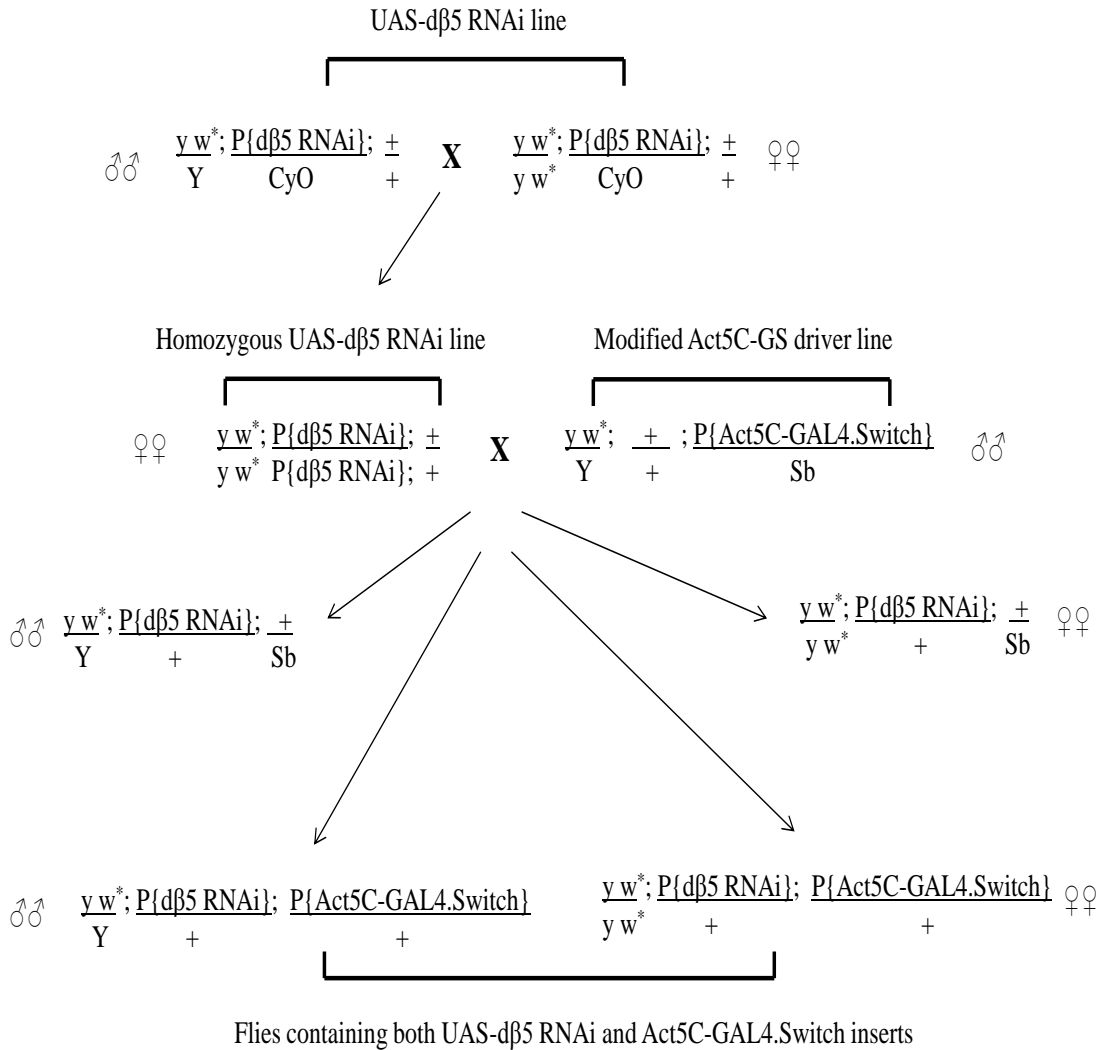 UAS-dβ5 RNAi line
♂♂ y w*; P{dβ5 RNAi}; + X y w*; P{dβ5 RNAi}; + ♀♀
Y CyO + y w* CyO +
Homozygous UAS-dβ5 RNAi line Modified Act5C-GS driver line
♀♀ y w*; P{dβ5 RNAi}; + X y w*; + ; P{Act5C-GAL4.Switch} ♂♂
y w* P{dβ5 RNAi}; + Y + Sb
♂♂ y w*; P{dβ5 RNAi}; + y w*; P{dβ5 RNAi}; + ♀♀
Y + Sb y w* + Sb
♂♂ y w*; P{dβ5 RNAi}; P{Act5C-GAL4.Switch} y w*; P{dβ5 RNAi}; P{Act5C-GAL4.Switch} ♀♀
Y + + y w* + +
Flies containing both UAS-dβ5 RNAi and Act5C-GAL4.Switch inserts